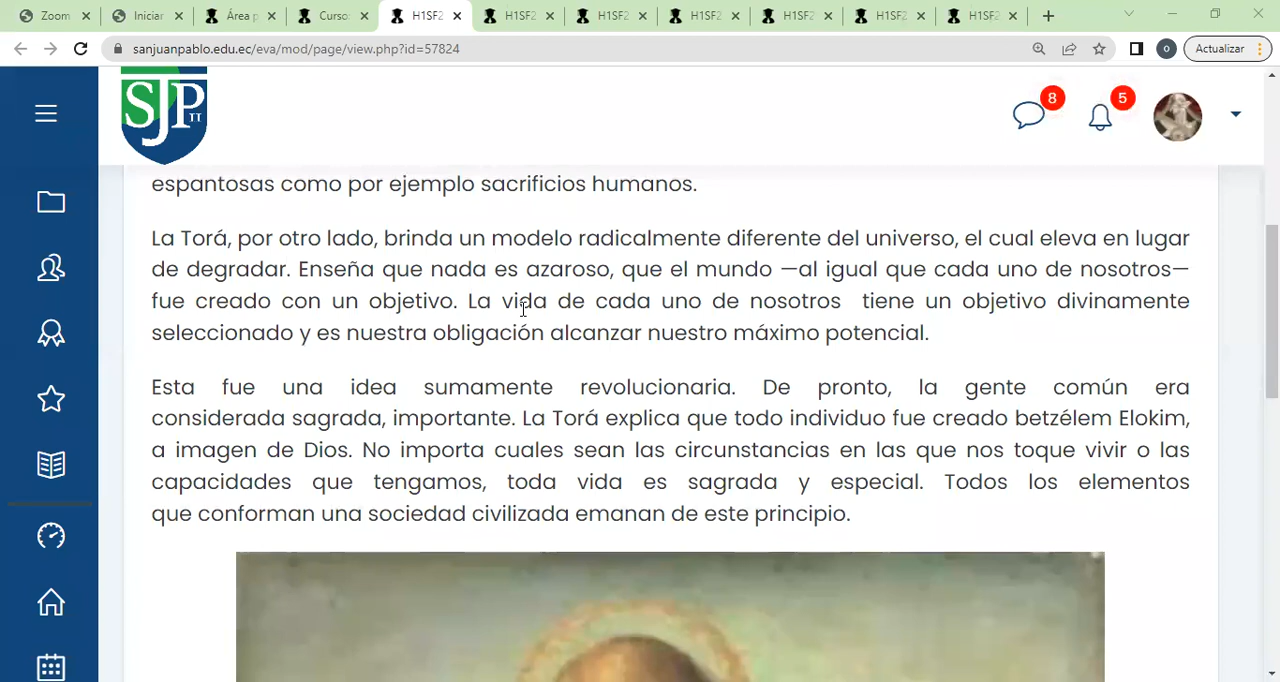 Zoom
Iniciar
Área p
Curso:
H1SF2
H1SF2
H1SF2
H1SF2
H1SF2
H1SF2
H1SF2
sanjuanpablo.edu.ec/eva/mod/page/view.php?id=57824
O
Actualizar
SJP
TT
8
5
espantosas como por ejemplo sacrificios humanos.
La Torá, por otro lado, brinda un modelo radicalmente diferente del universo, el cual eleva en lugar
de degradar. Enseña que nada es azaroso, que el mundo —al igual que cada uno de nosotros—
fue creado con un objetivo. La vida de cada uno de nosotros tiene un objetivo divinamente
seleccionado y es nuestra obligación alcanzar nuestro máximo potencial.
Esta fue una idea sumamente revolucionaria. De pronto, la gente común era
considerada sagrada, importante. La Torá explica que todo individuo fue creado betzélem Elokim,
a imagen de Dios. No importa cuales sean las circunstancias en las que nos toque vivir o las
capacidades que tengamos, toda vida es sagrada y especial. Todos los elementos
que conforman una sociedad civilizada emanan de este principio.